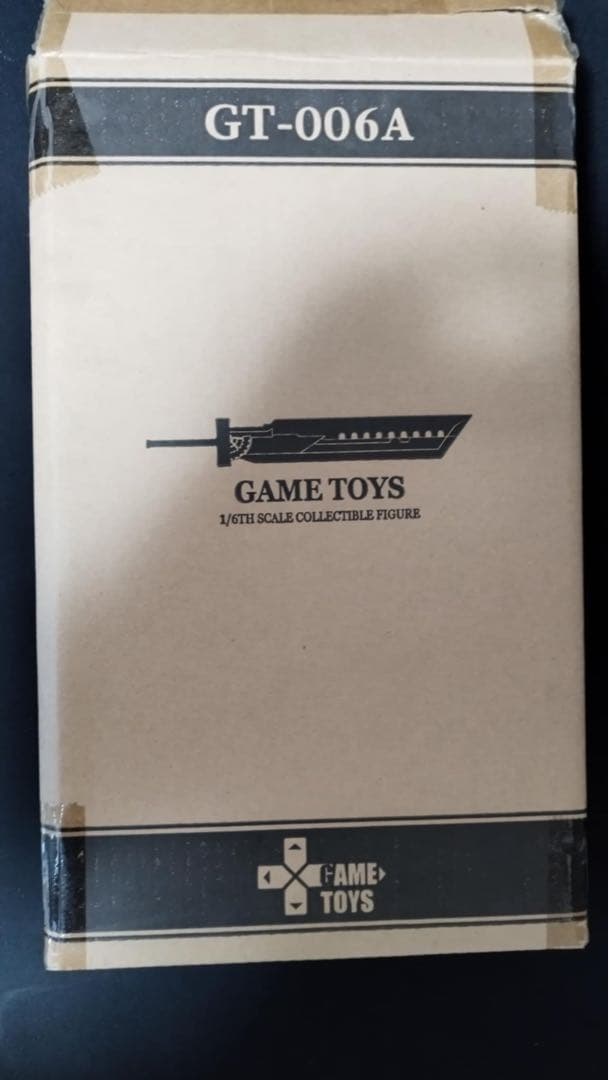 GT-006A
GAME TOYS
1/6TH SCALE COLLECTIBLE FIGURE
GAME
TOYS